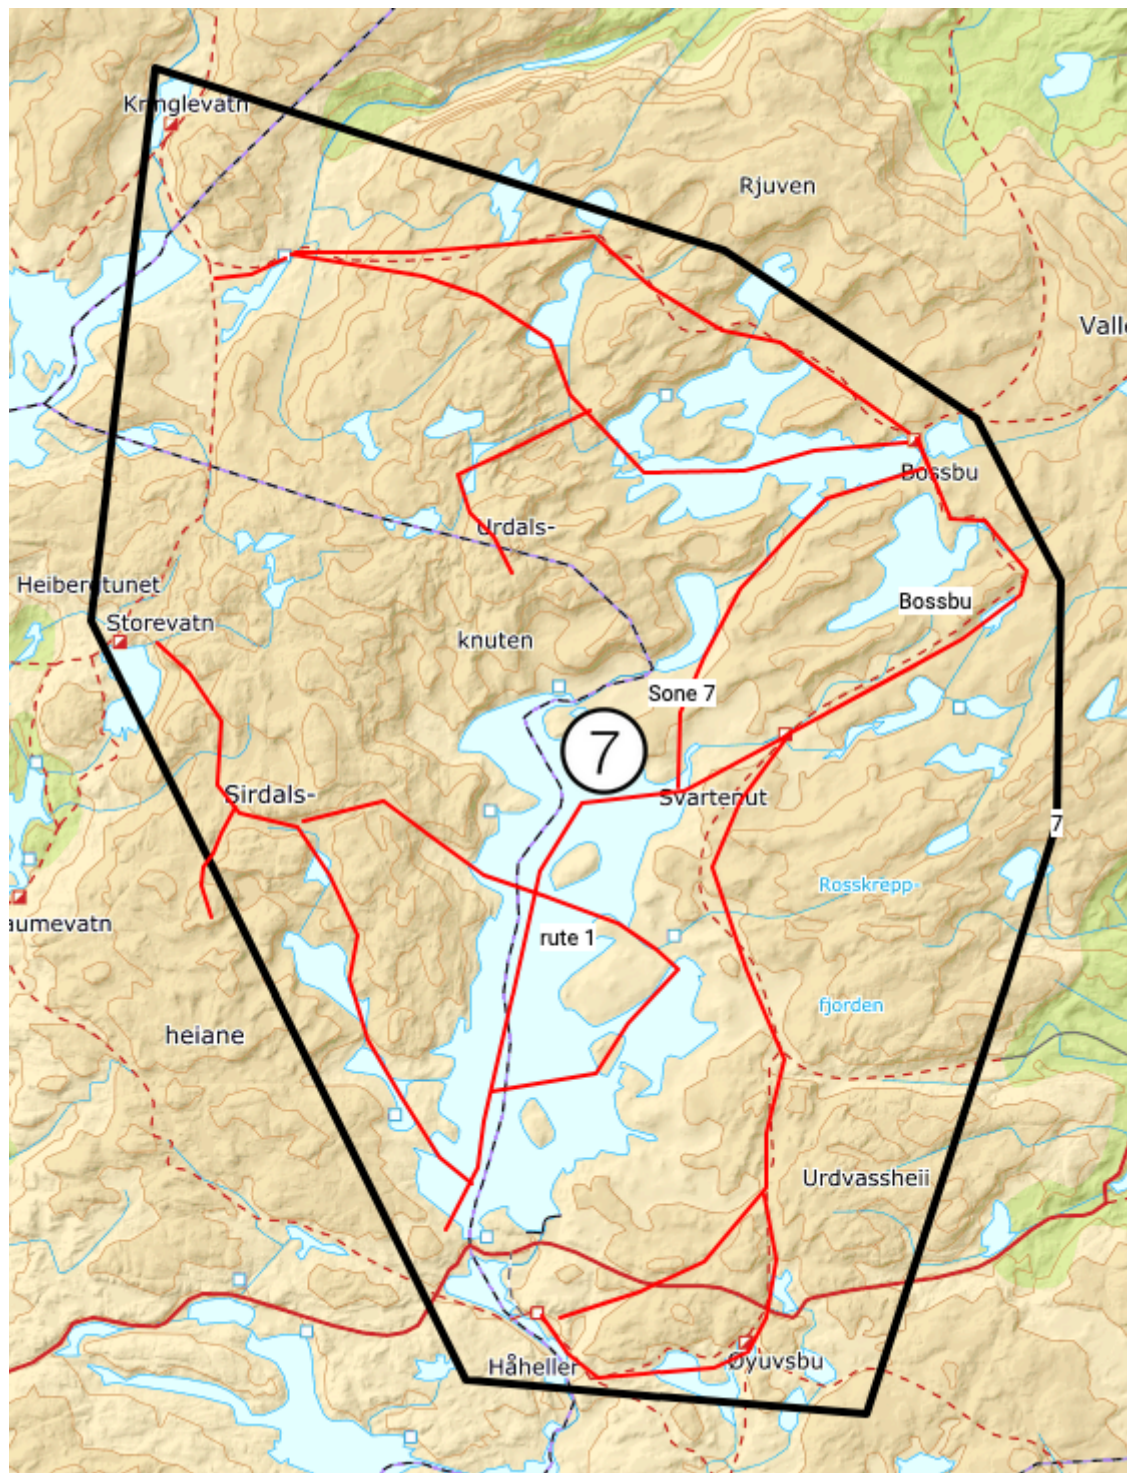 Kringlevatn
Rjuven
Valle
Bossbu
Urdals-
Heibergtunet
Bossbu
Storevatn
knuten
Sone 7
7
Sirdals-
Svartenut
7
Rosskrepp-
aumevatn
rute 1
fjorden
heiane
Urdvassheii
Håheller
Øyuvsbu